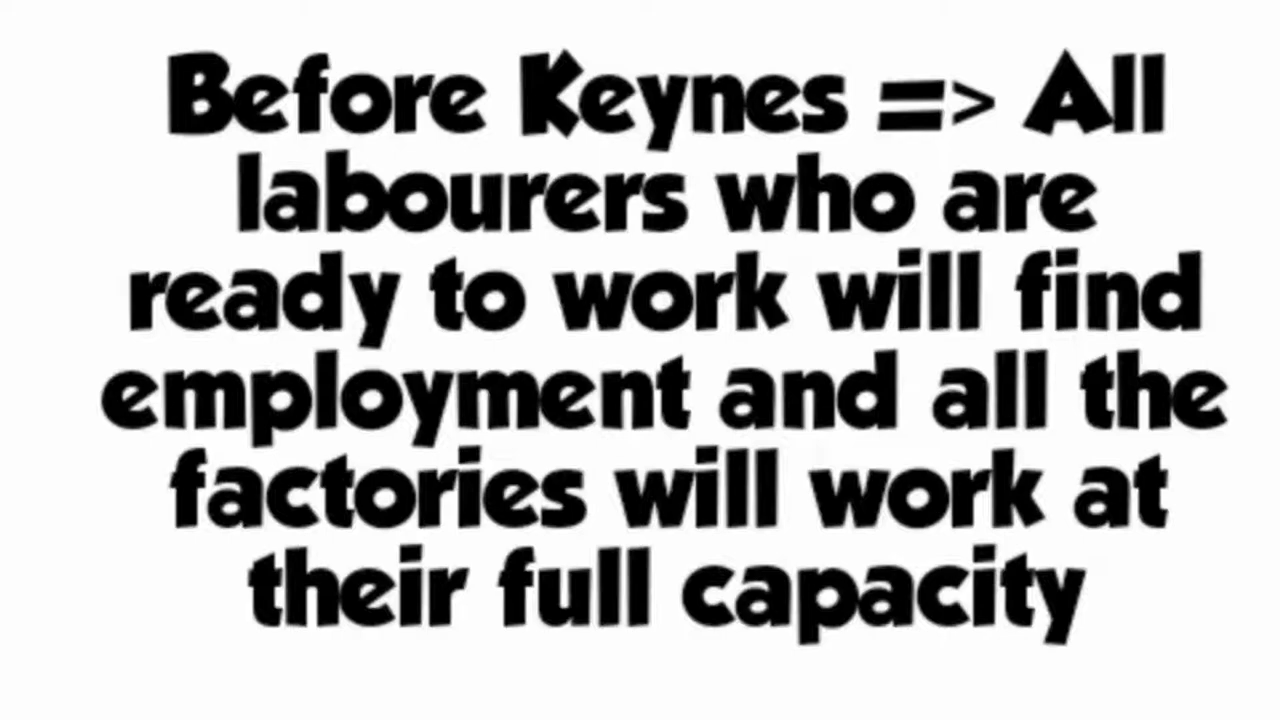 Before Keynes => All
labourers who are
ready to work will find
employment and all the
factories will work at
their full capacity